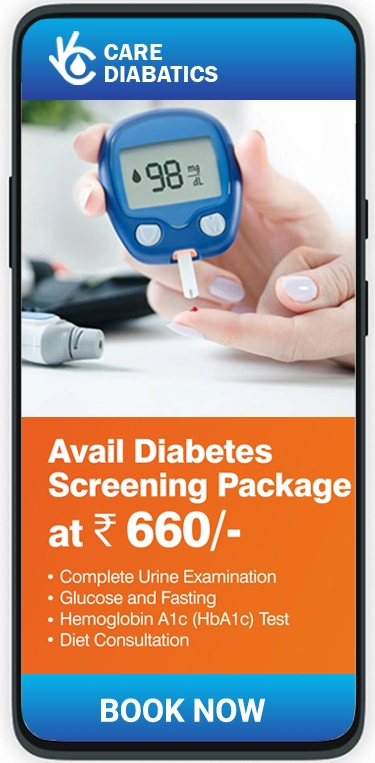 CARE
DIABATICS
98 mg
dL
Avail Diabetes
Screening Package
at ₹ 660/-
• Complete Urine Examination
• Glucose and Fasting
• Hemoglobin A1c (HbA1c) Test
• Diet Consultation
BOOK NOW